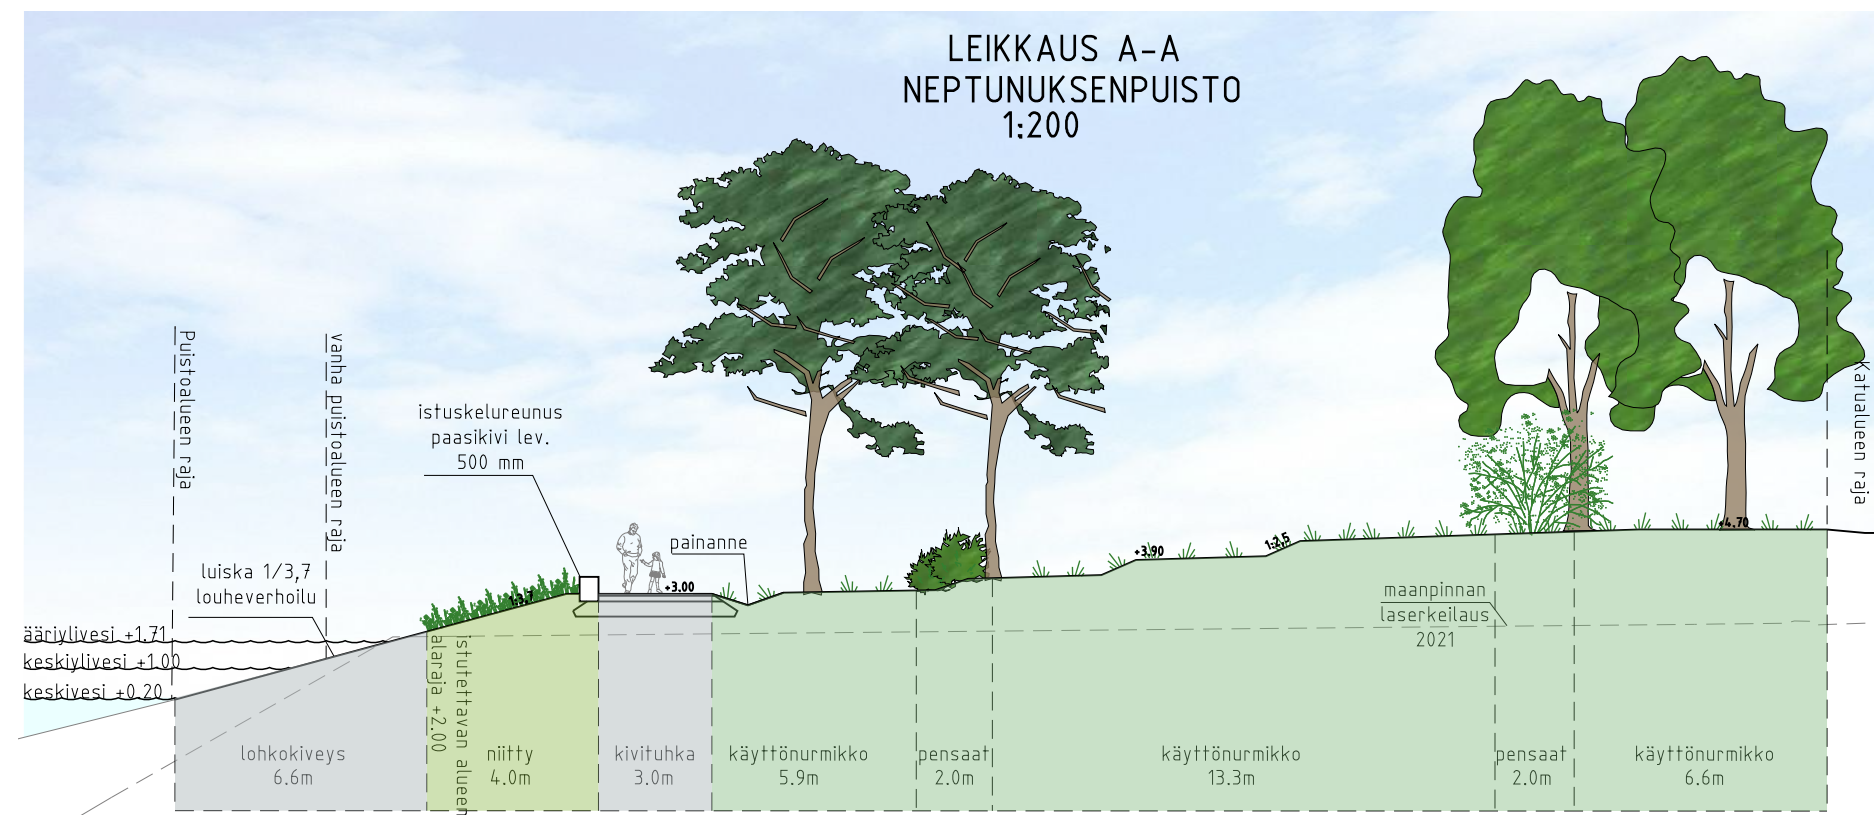 LEIKKAUS A-A
NEPTUNUKSENPUISTO
1:200
Puistoalueen raja
vanha puistoalueen raja
istuskelureunus
paasikivi lev.
500 mm
painanne
luiska 1/3,7
louheverhoilu
ääriylivesi +1.71
keskiylivesi +1.00
keskivesi +0.20
1:3,7
+3.00
+3.90
1:2,5
+4.70
Katualueen raja
maanpinnan
laserkeilaus
2021
istutettavan alueen
alaraja +2.00
lohkokiveys
6.6m
niitty
4.0m
kivituhka
3.0m
käyttönurmikko
5.9m
pensaat
2.0m
käyttönurmikko
13.3m
pensaat
2.0m
käyttönurmikko
6.6m